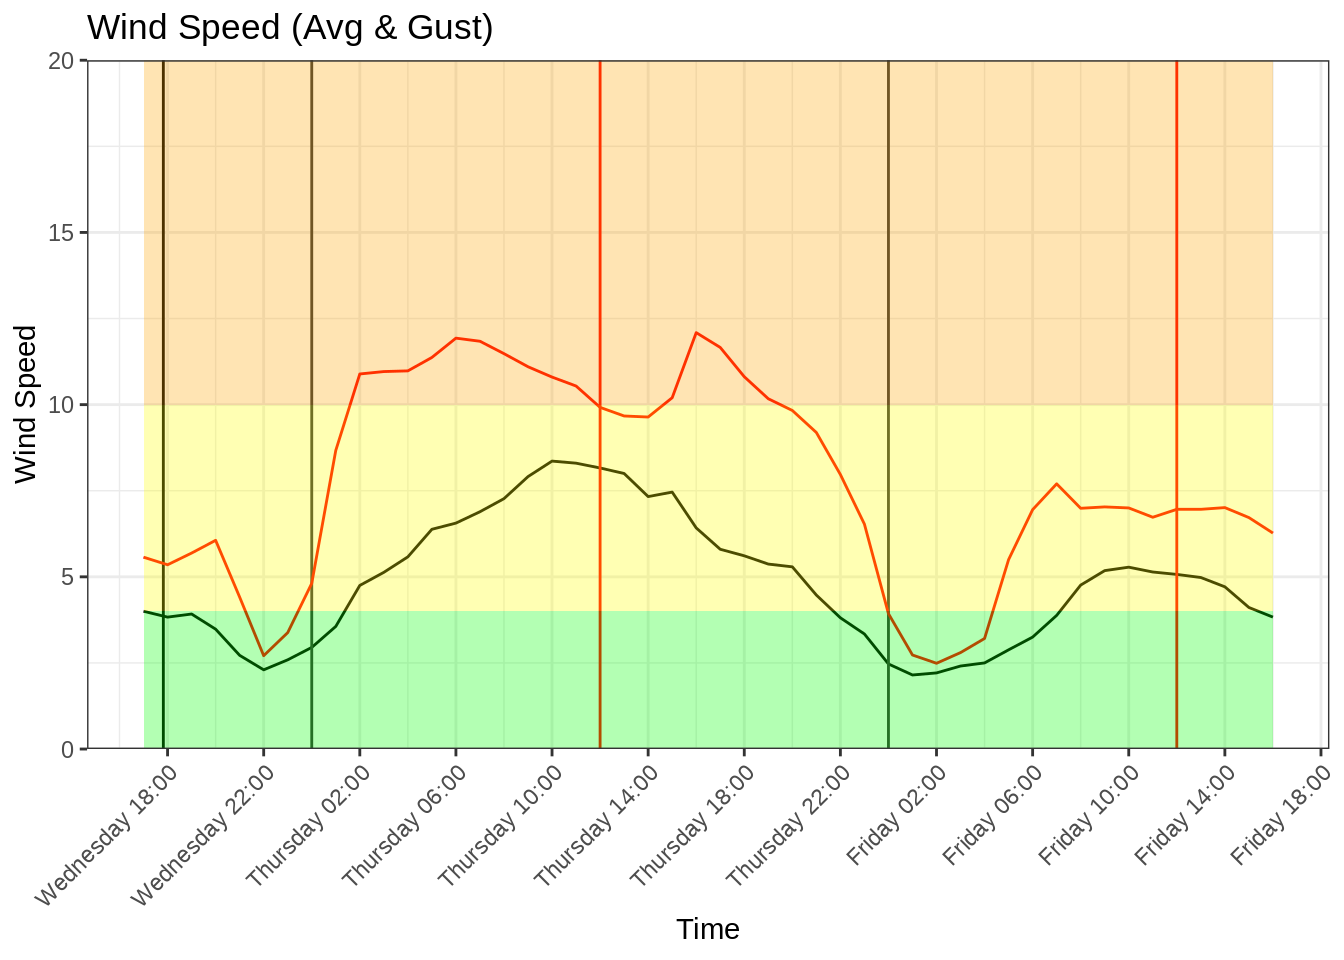 Wind Speed (Avg & Gust)
20
15
10
5
0
Wind Speed
Wednesday 18:00
Wednesday 22:00
Thursday 02:00
Thursday 06:00
Thursday 10:00
Thursday 14:00
Thursday 18:00
Thursday 22:00
Friday 02:00
Friday 06:00
Friday 10:00
Friday 14:00
Friday 18:00
Time